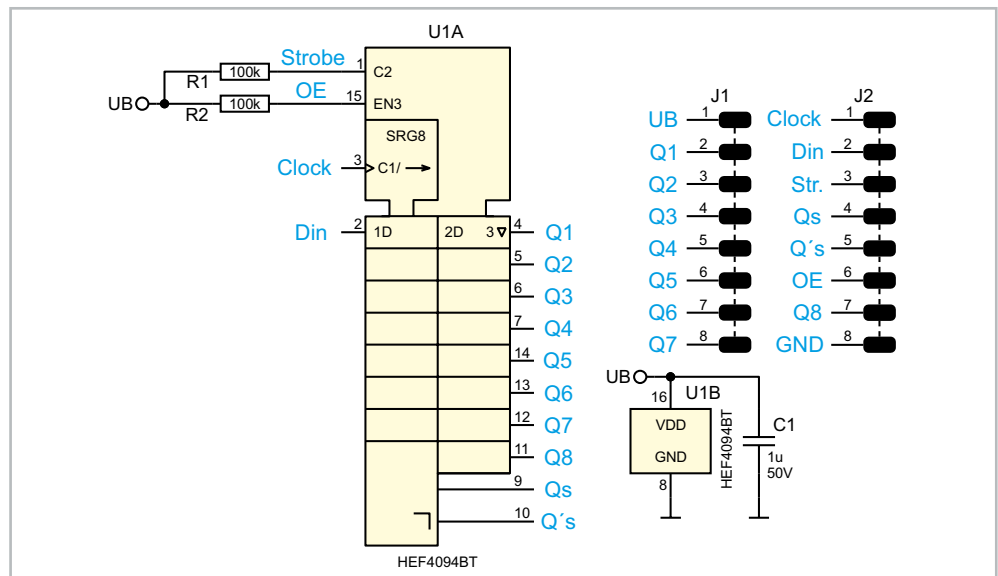 U1A
Strobe 1 C2
R1 100k
UB
OE 15 EN3
R2 100k
SRG8
Clock 3 C1/
Din 2 1D 2D 3 4 Q1
5 Q2
6 Q3
7 Q4
14 Q5
13 Q6
12 Q7
11 Q8
9 Qs
10 Q´s
HEF4094BT
J1
UB 1
Q1 2
Q2 3
Q3 4
Q4 5
Q5 6
Q6 7
Q7 8
J2
Clock 1
Din 2
Str. 3
Qs 4
Q´s 5
OE 6
Q8 7
GND 8
UB
16 U1B
VDD
GND
8
HEF4094BT
C1
1u
50V